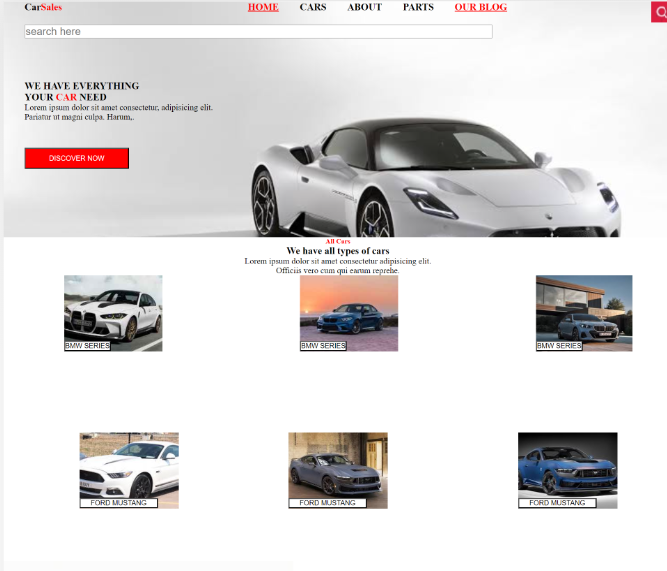 CarSales
HOME CARS ABOUT PARTS OUR BLOG
search here
WE HAVE EVERYTHING
YOUR CAR NEED
Lorem ipsum dolor sit amet consectetur, adipisicing elit.
Pariatur ut magni culpa. Harum,.
DISCOVER NOW
All Cars
We have all types of cars
Lorem ipsum dolor sit amet consectetur adipisicing elit.
Officiis vero cum qui earum reprehe.
BMW SERIES BMW SERIES BMW SERIES
FORD MUSTANG FORD MUSTANG FORD MUSTANG